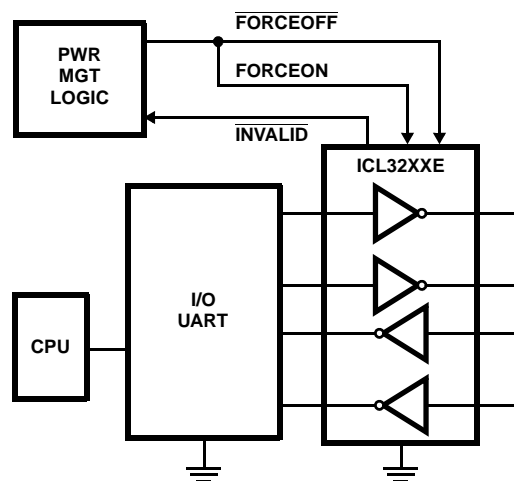 FORCEOFF
PWR
MGT
LOGIC
FORCEON
INVALID
ICL32XXE
I/O
UART
CPU